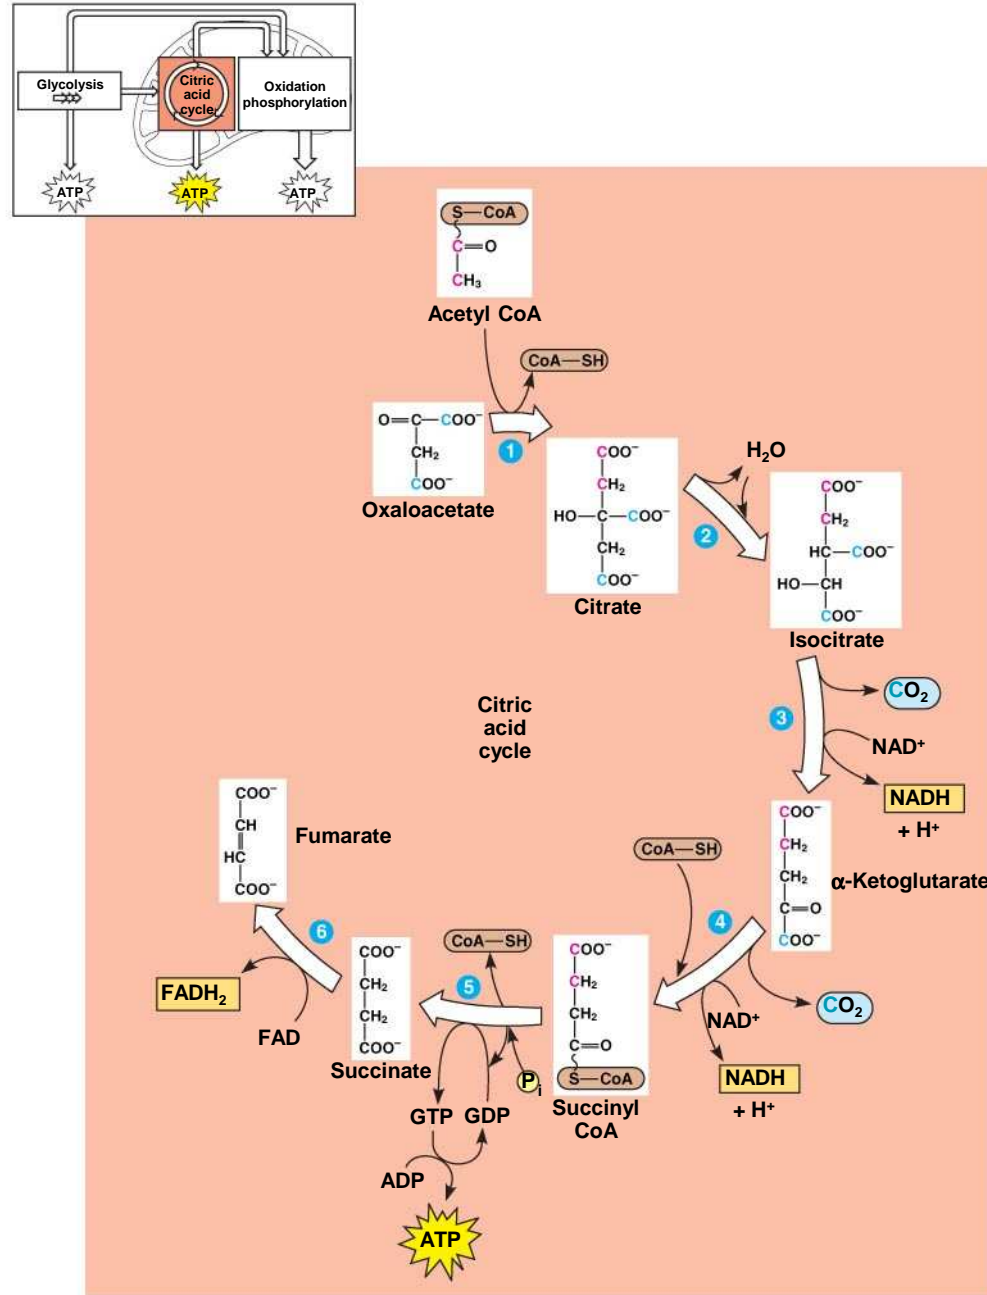 Glycolysis
Citric
acid
cycle
Oxidation
phosphorylation
ATP
ATP
ATP
S—CoA
C=O
CH₃
Acetyl CoA
CoA—SH
O=C—COO⁻
CH₂
COO⁻
Oxaloacetate
1
COO⁻
CH₂
HO—C—COO⁻
CH₂
COO⁻
Citrate
H₂O
2
COO⁻
CH₂
HC—COO⁻
HO—CH
COO⁻
Isocitrate
CO₂
3
NAD⁺
NADH
+ H⁺
Citric
acid
cycle
COO⁻
CH₂
CH₂
C=O
COO⁻
α-Ketoglutarate
CoA—SH
4
CO₂
NAD⁺
NADH
+ H⁺
COO⁻
CH₂
CH₂
C=O
S—CoA
Succinyl
CoA
CoA—SH
5
Pi
GTP GDP
ADP
ATP
COO⁻
CH₂
CH₂
COO⁻
Succinate
6
FAD
FADH₂
COO⁻
CH
HC
COO⁻
Fumarate